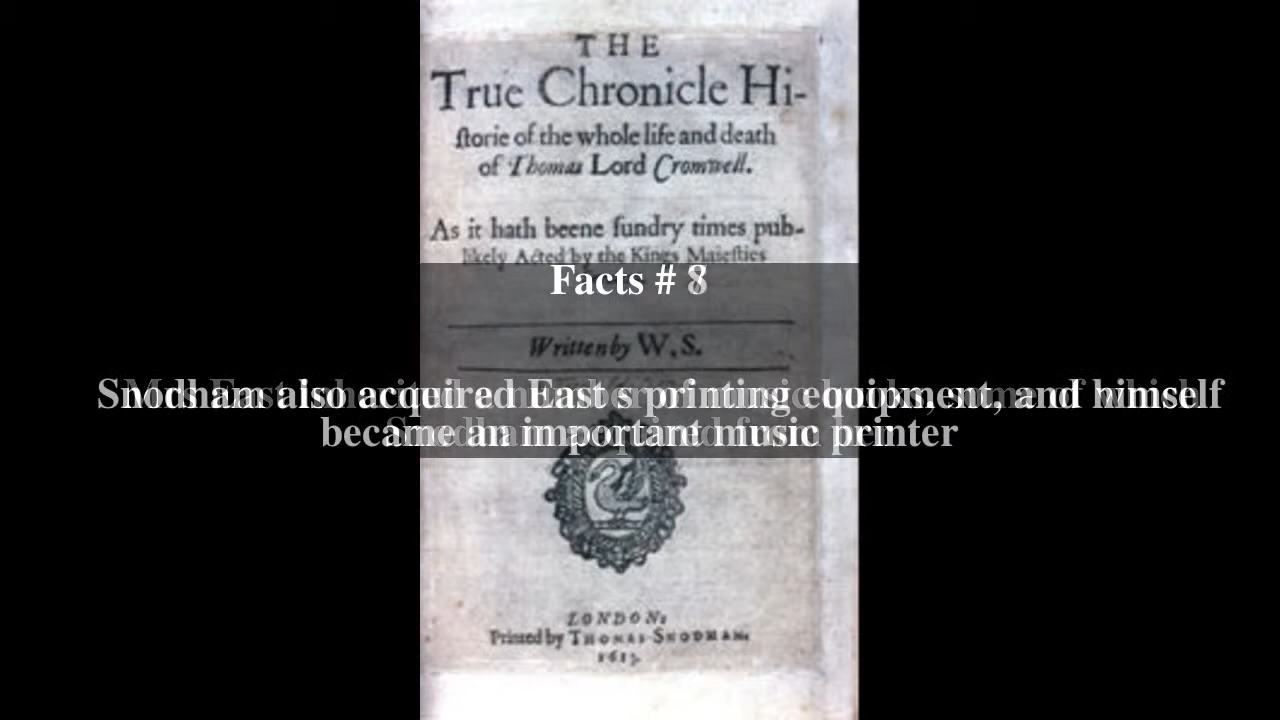 THE
True Chronicle Hi-
ſtorie of the whole life and death
of Thomas Lord Cromwell.
As it hath beene ſundry times pub-
likely Acted by the Kings Maieſties
Facts # 8
Written by W. S.
Snodham also acquired East s printing equipment, and himself
became an important music printer
LONDON:
Printed by THOMAS SNODHAM.
1613.